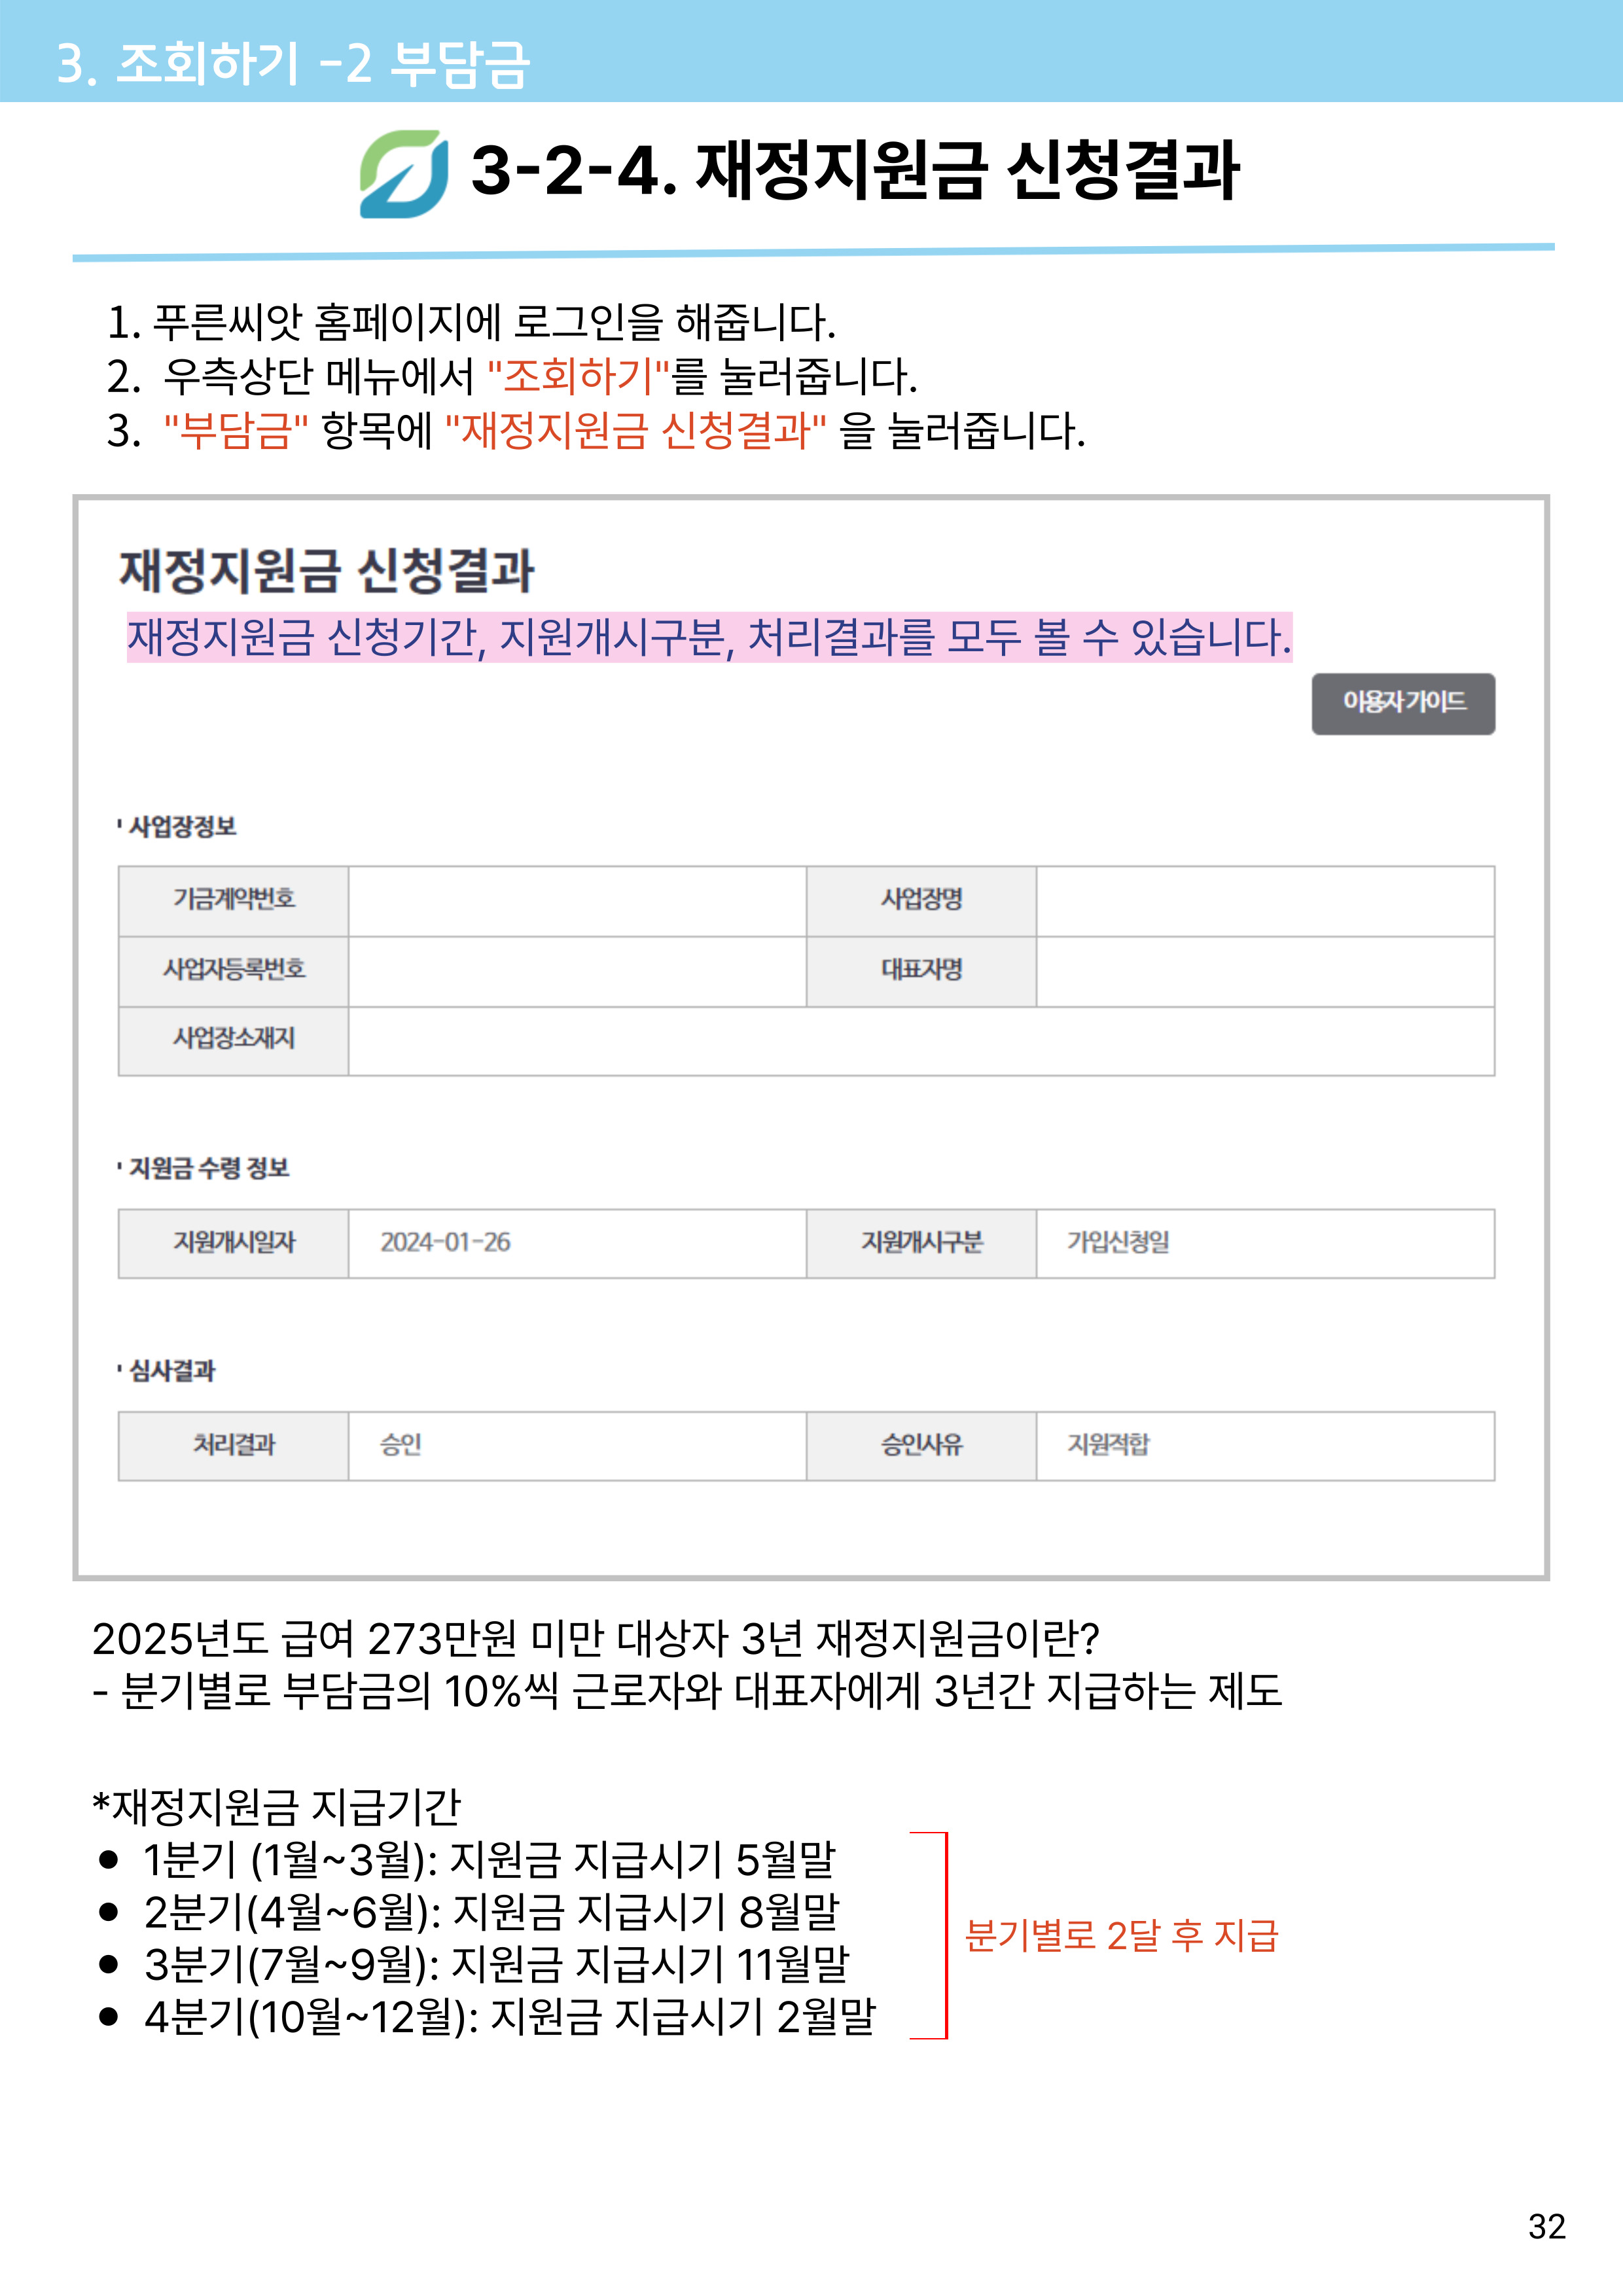 3. 조회하기 -2 부담금
3-2-4. 재정지원금 신청결과
1. 푸른씨앗 홈페이지에 로그인을 해줍니다.
2. 우측상단 메뉴에서 "조회하기"를 눌러줍니다.
3. "부담금" 항목에 "재정지원금 신청결과" 을 눌러줍니다.
재정지원금 신청결과
재정지원금 신청기간, 지원개시구분, 처리결과를 모두 볼 수 있습니다.
이용자 가이드
사업장정보
기금계약번호 사업장명
사업자등록번호 대표자명
사업장소재지
지원금 수령 정보
지원개시일자 2024-01-26 지원개시구분 가입신청일
심사결과
처리결과 승인 승인사유 지원적합
2025년도 급여 273만원 미만 대상자 3년 재정지원금이란?
- 분기별로 부담금의 10%씩 근로자와 대표자에게 3년간 지급하는 제도
*재정지원금 지급기간
● 1분기 (1월~3월): 지원금 지급시기 5월말
● 2분기(4월~6월): 지원금 지급시기 8월말
분기별로 2달 후 지급
● 3분기(7월~9월): 지원금 지급시기 11월말
● 4분기(10월~12월): 지원금 지급시기 2월말
32